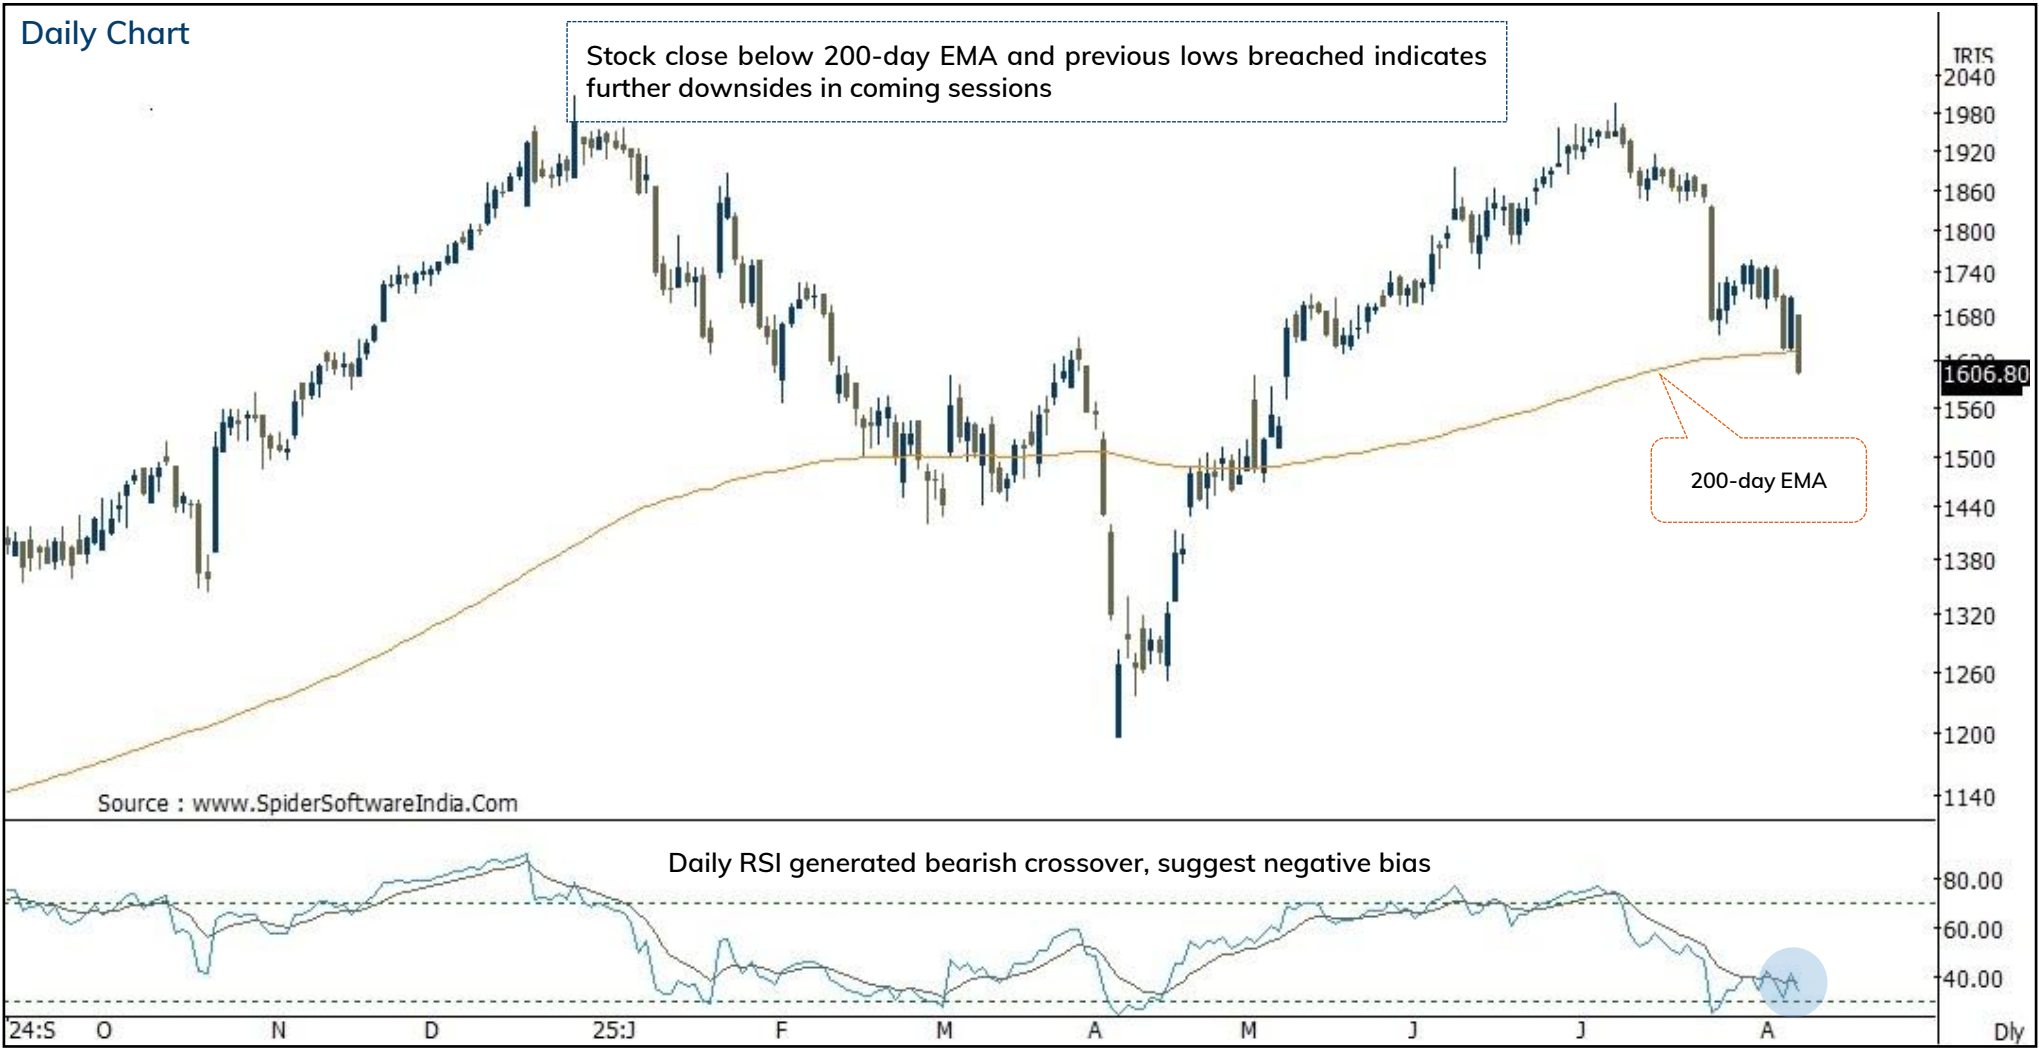 Daily Chart
Stock close below 200-day EMA and previous lows breached indicates
further downsides in coming sessions
IRIS
2040
1980
1920
1860
1800
1740
1680
1620
1606.80
1560
1500
1440
1380
1320
1260
1200
1140
200-day EMA
Source : www.SpiderSoftwareIndia.Com
Daily RSI generated bearish crossover, suggest negative bias
80.00
60.00
40.00
24:S O N D 25:J F M A M J J A Dly